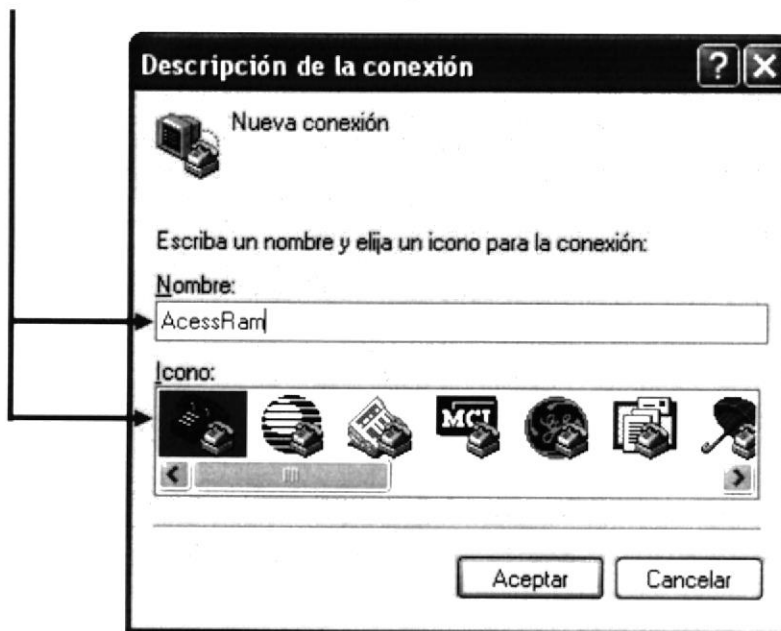 Descripción de la conexión
Nueva conexión
Escriba un nombre y elija un icono para la conexión:
Nombre:
AcessRam
Icono:
MCI
Aceptar
Cancelar